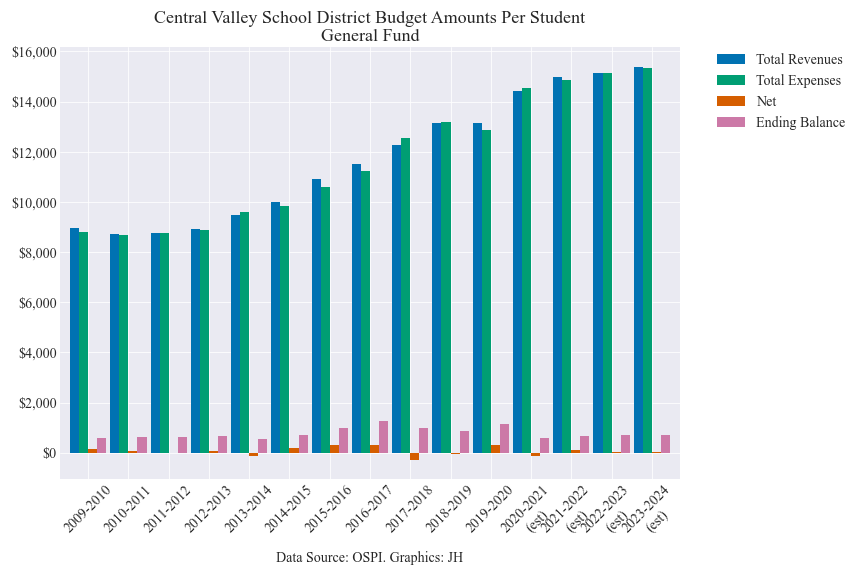 Central Valley School District Budget Amounts Per Student
General Fund
$16,000
$14,000
$12,000
$10,000
$8,000
$6,000
$4,000
$2,000
$0
Total Revenues
Total Expenses
Net
Ending Balance
2009-2010
2010-2011
2011-2012
2012-2013
2013-2014
2014-2015
2015-2016
2016-2017
2017-2018
2018-2019
2019-2020
2020-2021
(est)
2021-2022
(est)
2022-2023
(est)
2023-2024
(est)
Data Source: OSPI. Graphics: JH